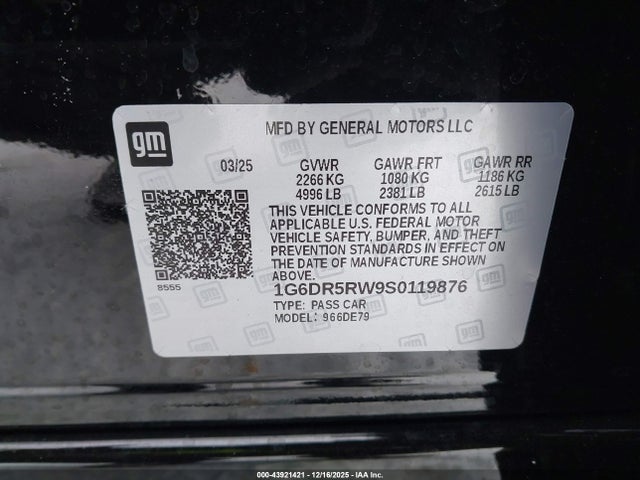 gm
MFD BY GENERAL MOTORS LLC
03/25 GVWR GAWR FRT GAWR RR
2266 KG 1080 KG 1186 KG
4996 LB 2381 LB 2615 LB
THIS VEHICLE CONFORMS TO ALL
APPLICABLE U.S. FEDERAL MOTOR
VEHICLE SAFETY, BUMPER, AND THEFT
PREVENTION STANDARDS IN EFFECT ON
THE DATE OF MANUFACTURE SHOWN
ABOVE.
8555
1G6DR5RW9S0119876
TYPE: PASS CAR
MODEL: 966DE79
000-43921421 - 12/16/2025 - IAA Inc.